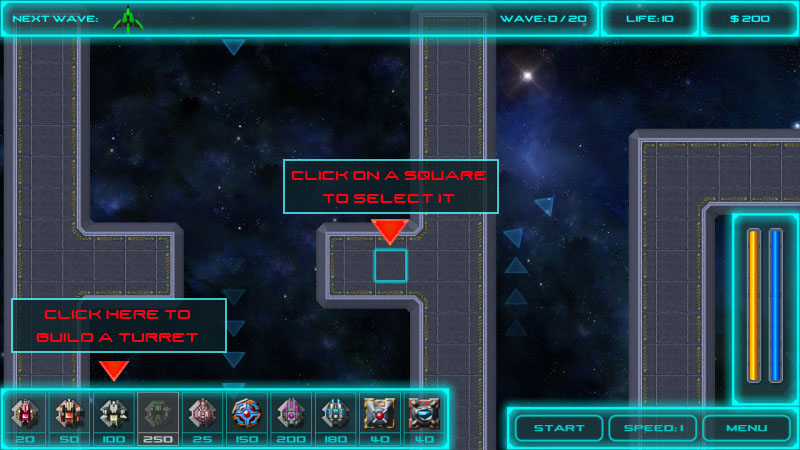 NEXT WAVE:
WAVE: 0 / 20
LIFE: 10
$ 200
CLICK ON A SQUARE
TO SELECT IT
CLICK HERE TO
BUILD A TURRET
20 50 100 250 25 150 200 180 40 40
START
SPEED: 1
MENU